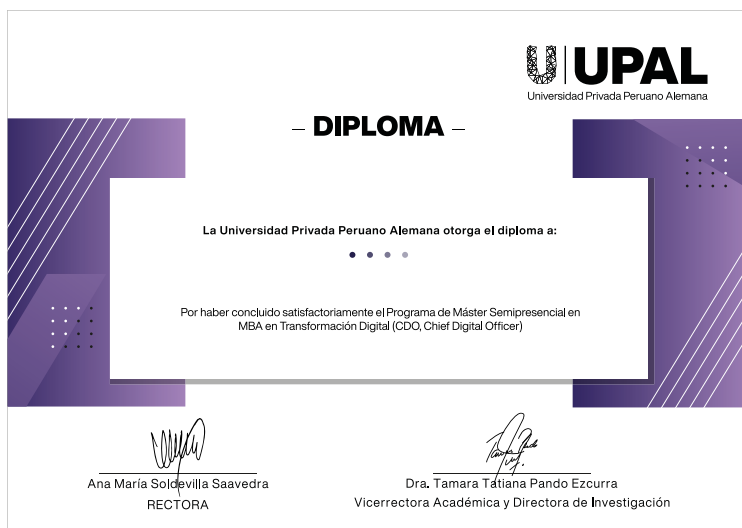 UPAL
Universidad Privada Peruano Alemana
– DIPLOMA –
La Universidad Privada Peruano Alemana otorga el diploma a:
Por haber concluido satisfactoriamente el Programa de Máster Semipresencial en
MBA en Transformación Digital (CDO, Chief Digital Officer)
Ana María Soldevilla Saavedra
RECTORA
Dra. Tamara Tatiana Pando Ezcurra
Vicerrectora Académica y Directora de Investigación